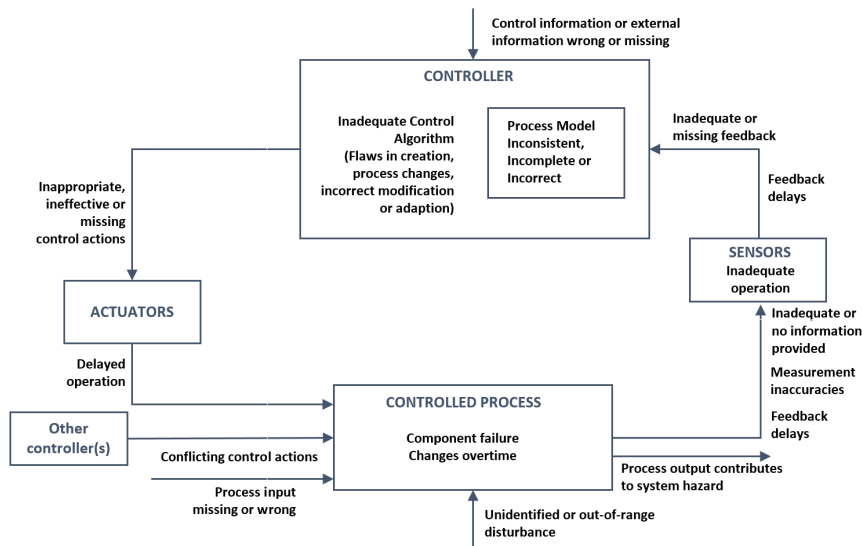 Control information or external
information wrong or missing
CONTROLLER
Inadequate Control
Algorithm
(Flaws in creation,
process changes,
incorrect modification
or adaption)
Process Model
Inconsistent,
Incomplete or
Incorrect
Inadequate or
missing feedback
Feedback
delays
Inappropriate,
ineffective or
missing
control actions
SENSORS
Inadequate
operation
ACTUATORS
Inadequate or
no information
provided
Measurement
inaccuracies
Feedback
delays
Delayed
operation
CONTROLLED PROCESS
Component failure
Changes overtime
Other
controller(s)
Conflicting control actions
Process input
missing or wrong
Process output contributes
to system hazard
Unidentified or out-of-range
disturbance